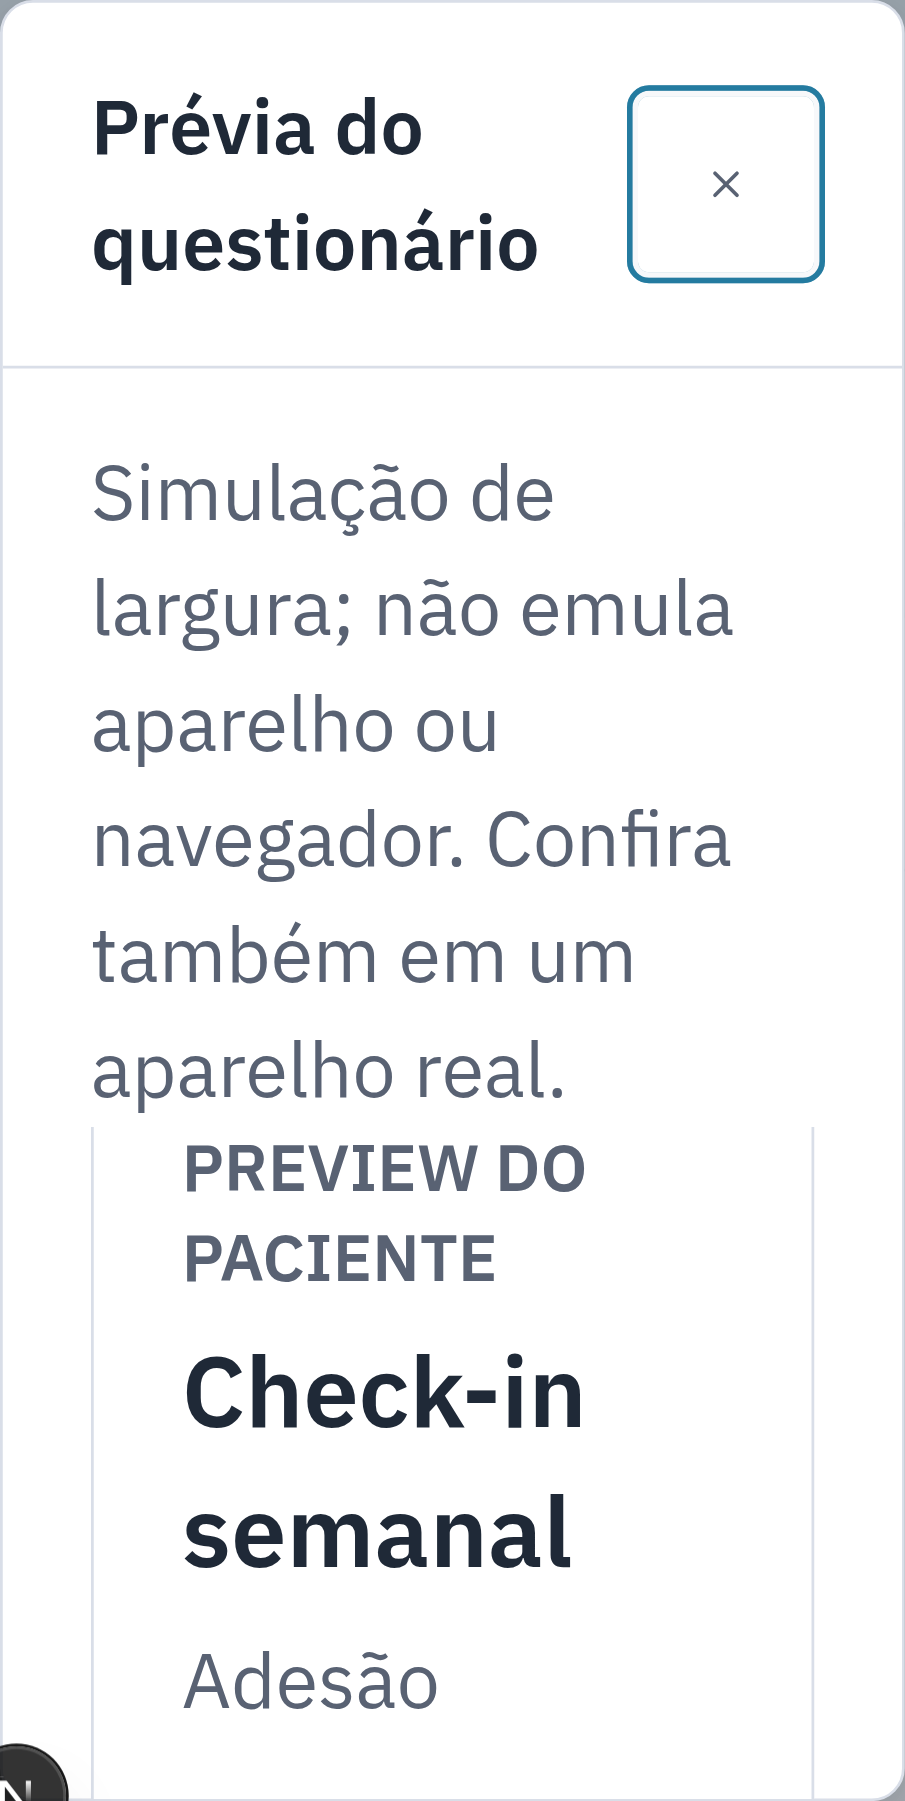 Prévia do
questionário
×
Simulação de
largura; não emula
aparelho ou
navegador. Confira
também em um
aparelho real.
PREVIEW DO
PACIENTE
Check-in
semanal
Adesão
N